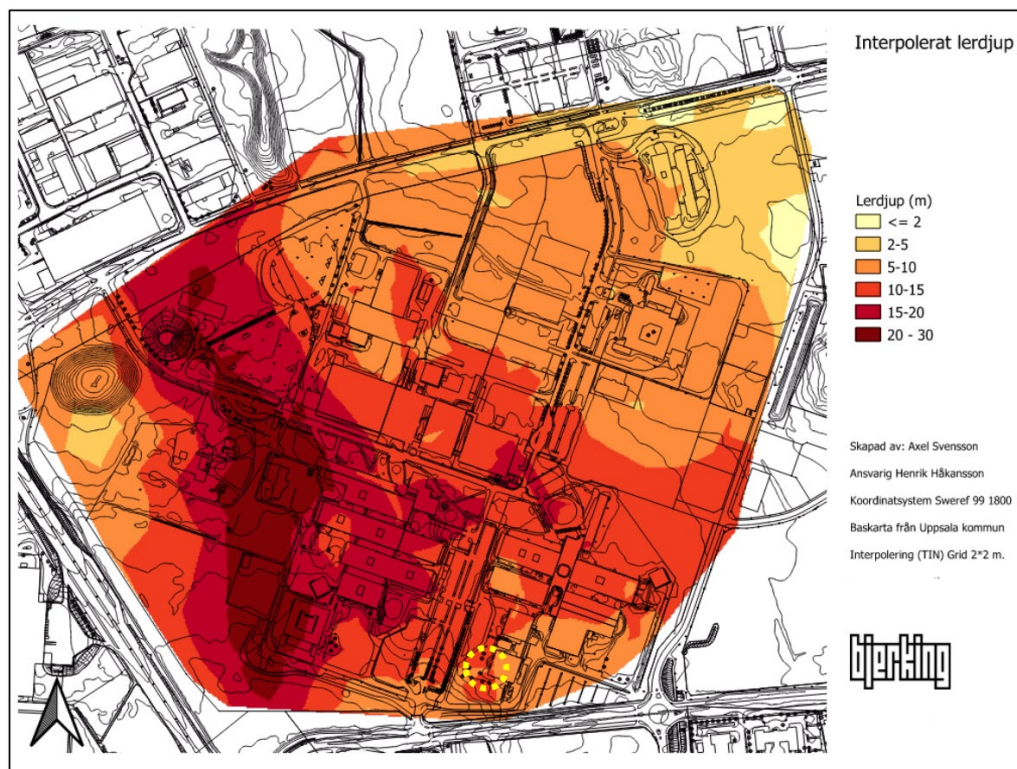 Interpolerat lerdjup
Lerdjup (m)
<= 2
2-5
5-10
10-15
15-20
20 - 30
Skapad av: Axel Svensson
Ansvarig Henrik Håkansson
Koordinatsystem Sweref 99 1800
Baskarta från Uppsala kommun
Interpolering (TIN) Grid 2*2 m.
bjerking